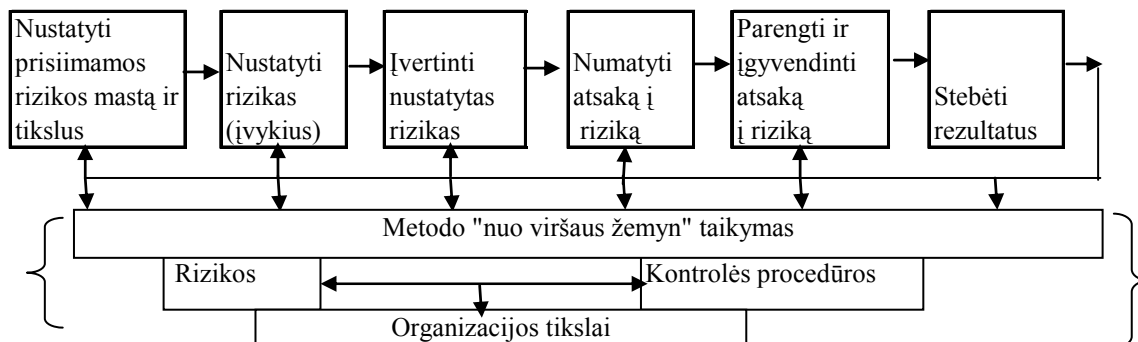 Nustatyti
prisiimamos
rizikos mastą ir
tikslus
Nustatyti
rizikas
(įvykius)
Įvertinti
nustatytas
rizikas
Numatyti
atsaką į
riziką
Parengti ir
įgyvendinti
atsaką
į riziką
Stebėti
rezultatus
Metodo "nuo viršaus žemyn" taikymas
Rizikos
Kontrolės procedūros
Organizacijos tikslai